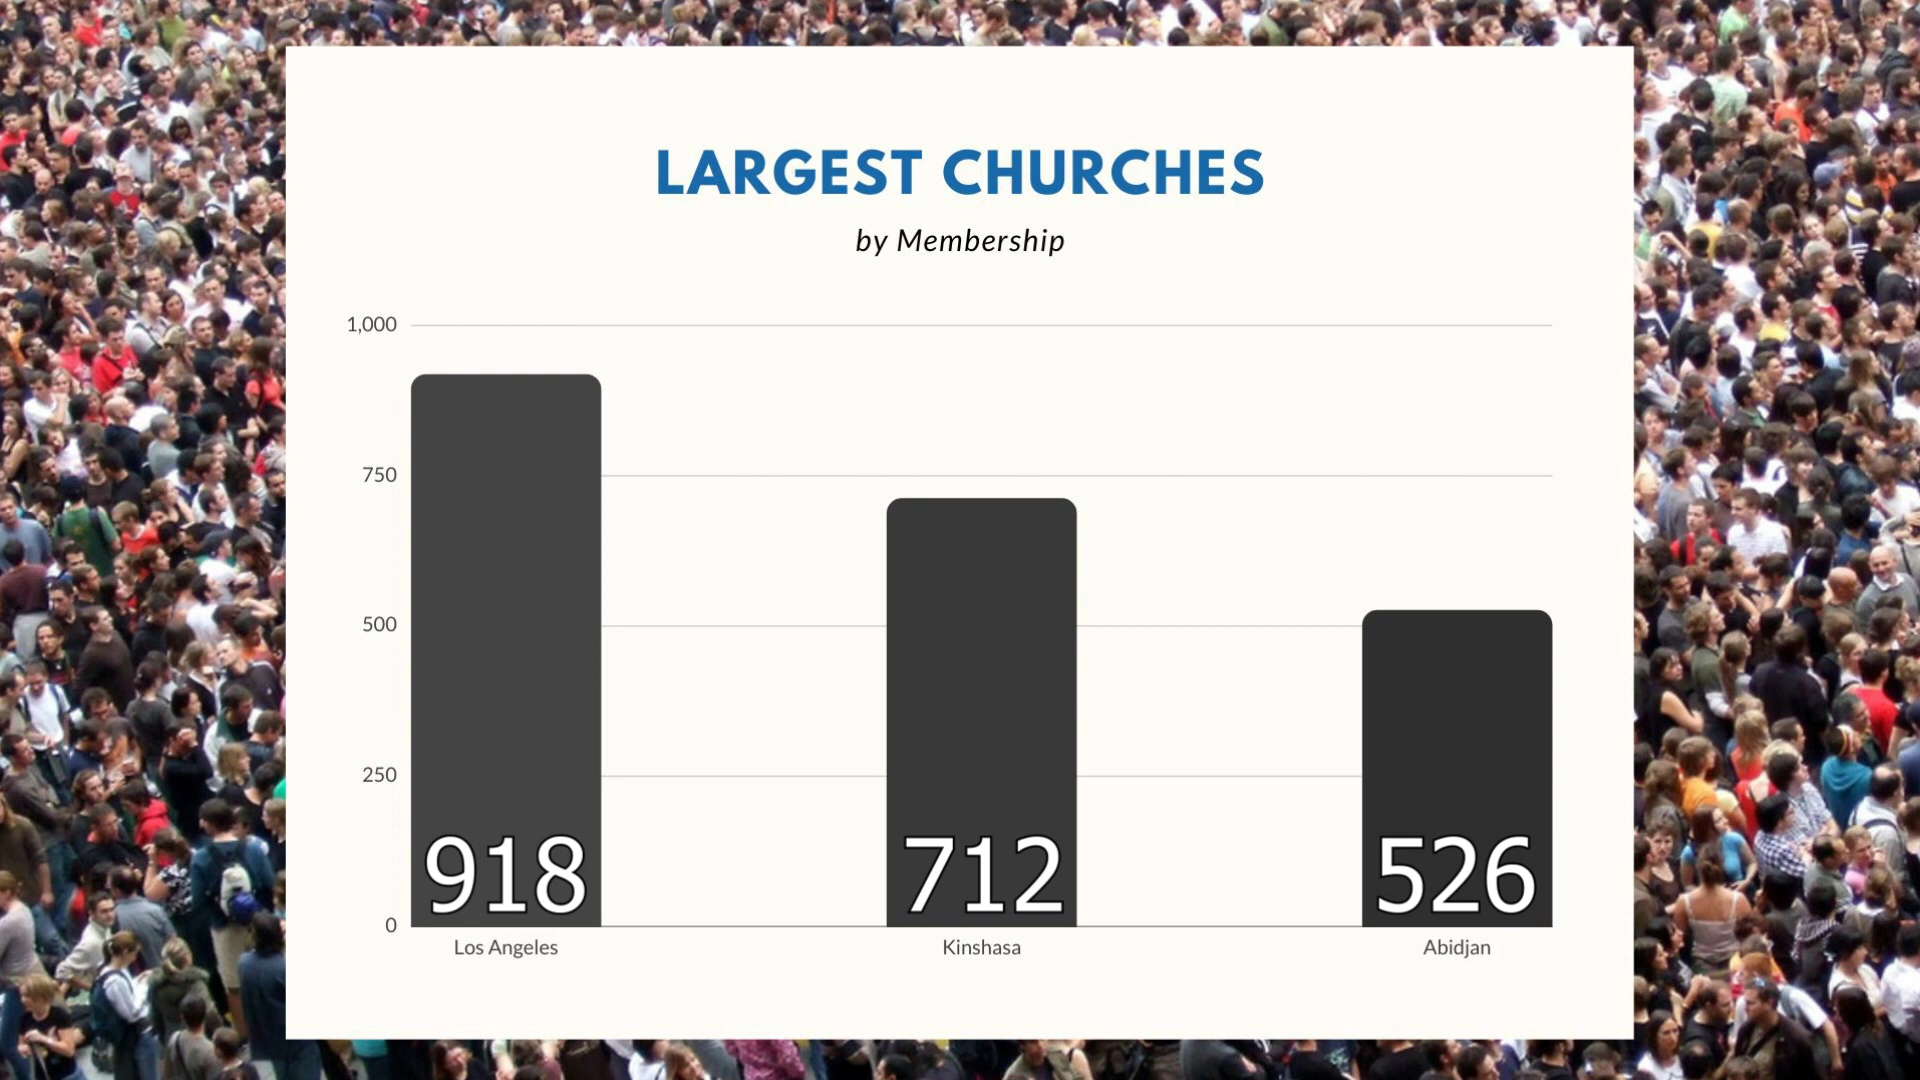 LARGEST CHURCHES
by Membership
1,000
750
500
250
0
918
712
526
Los Angeles
Kinshasa
Abidjan